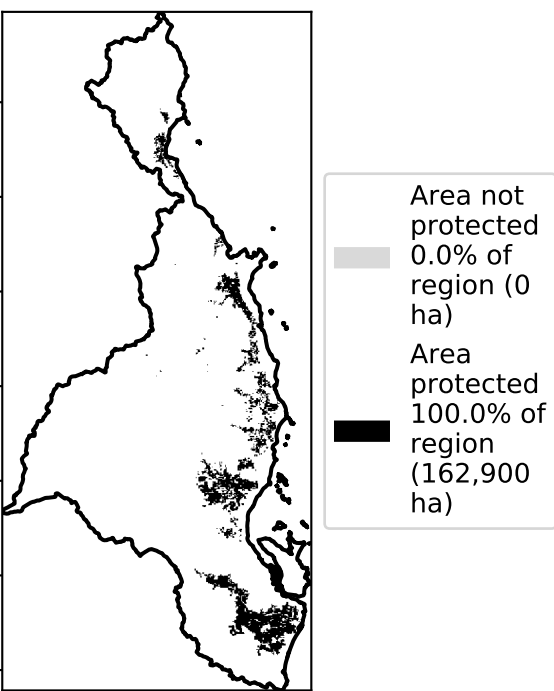 Area not
protected
0.0% of
region (0
ha)
Area
protected
100.0% of
region
(162,900
ha)